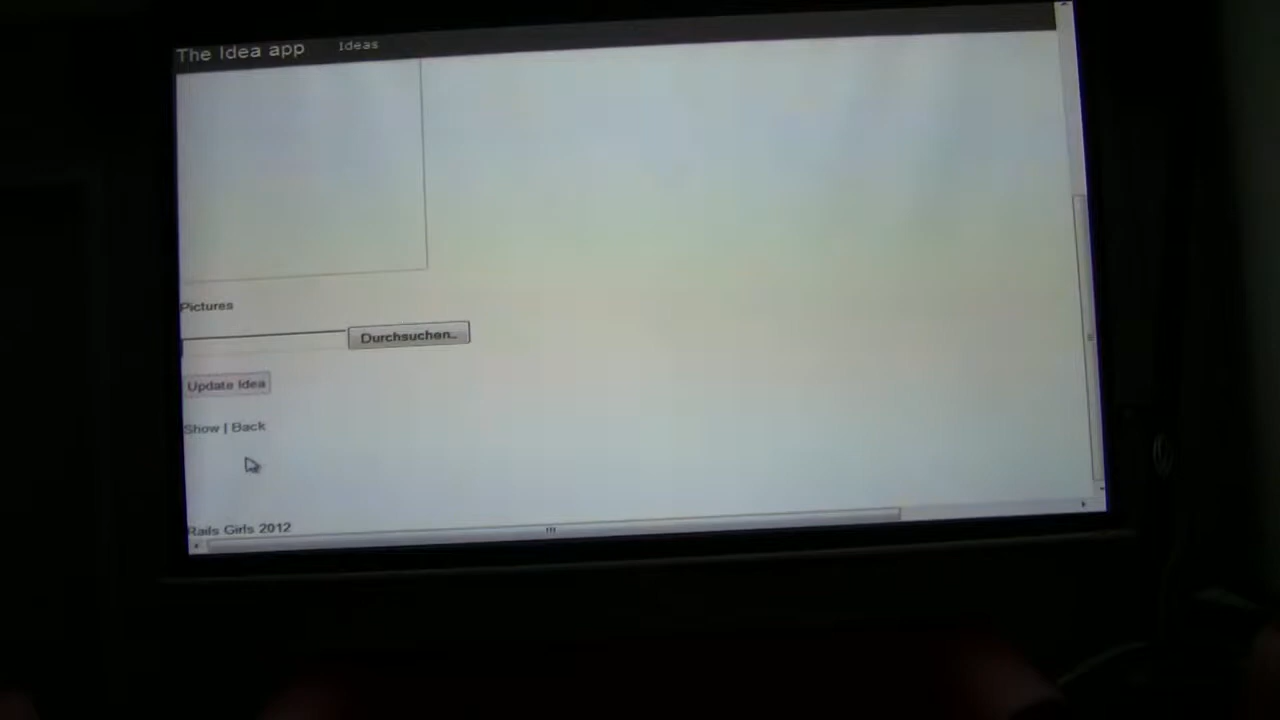 The Idea app Ideas
Pictures
Durchsuchen..
Update Idea
Show | Back
Rails Girls 2012